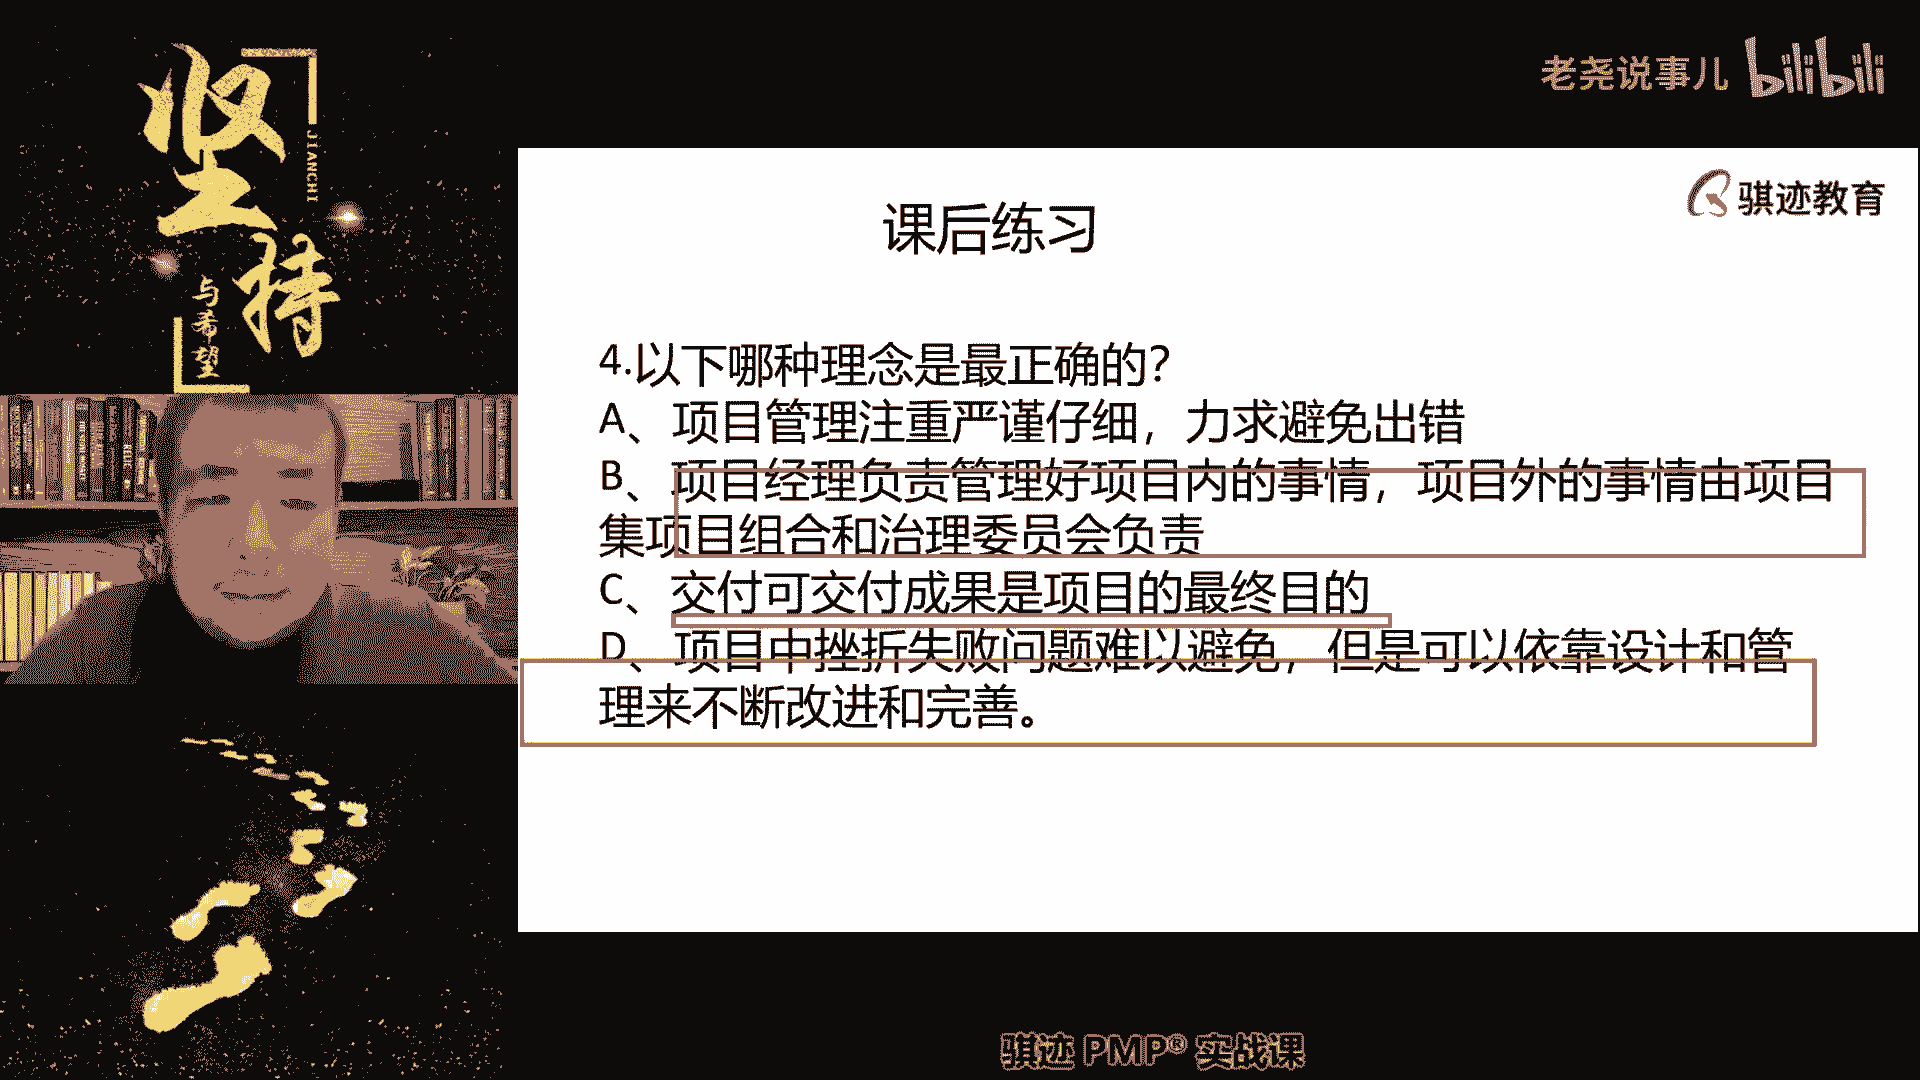 坚持
JIANCHI
与希望
老尧说事儿 bilibili
骐迹教育
课后练习
4.以下哪种理念是最正确的?
A、项目管理注重严谨仔细，力求避免出错
B、项目经理负责管理好项目内的事情，项目外的事情由项目
集项目组合和治理委员会负责
C、交付可交付成果是项目的最终目的
D、项目中挫折失败问题难以避免，但是可以依靠设计和管
理来不断改进和完善。
骐迹 PMP® 实战课